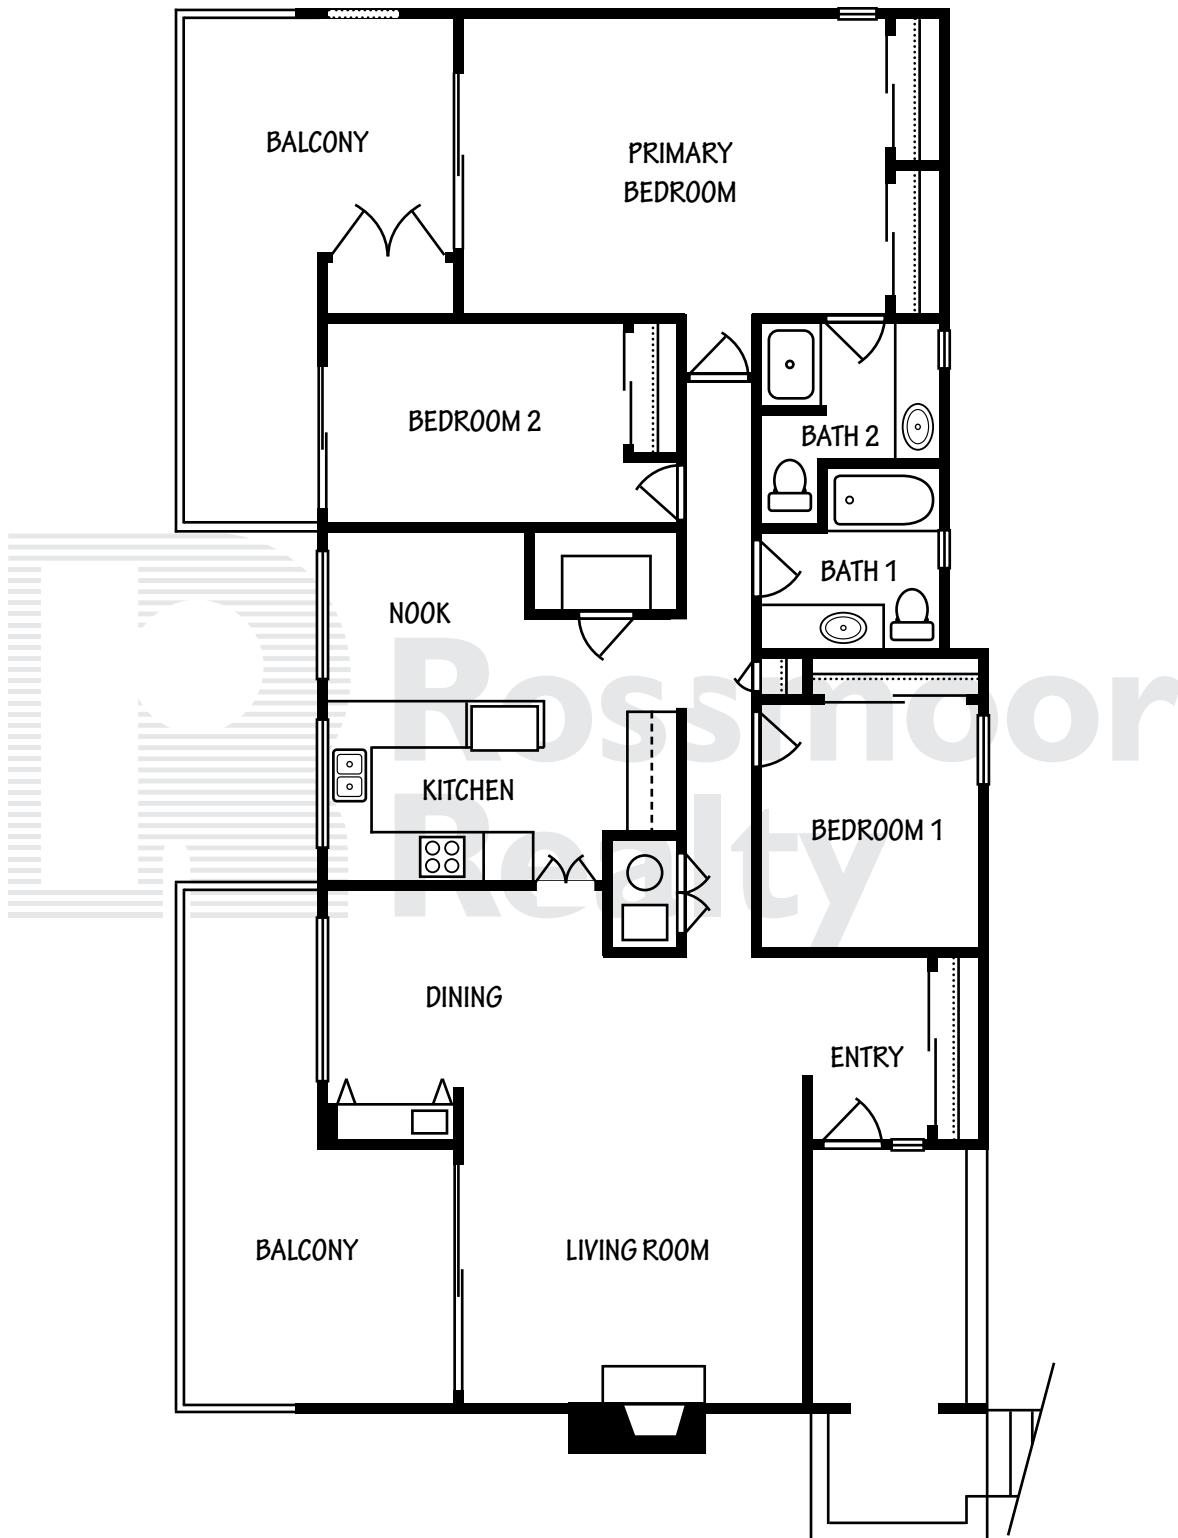 BALCONY
PRIMARY
BEDROOM
BEDROOM 2
BATH 2
BATH 1
NOOK
Rossmoor
Realty
KITCHEN
BEDROOM 1
DINING
ENTRY
BALCONY
LIVING ROOM